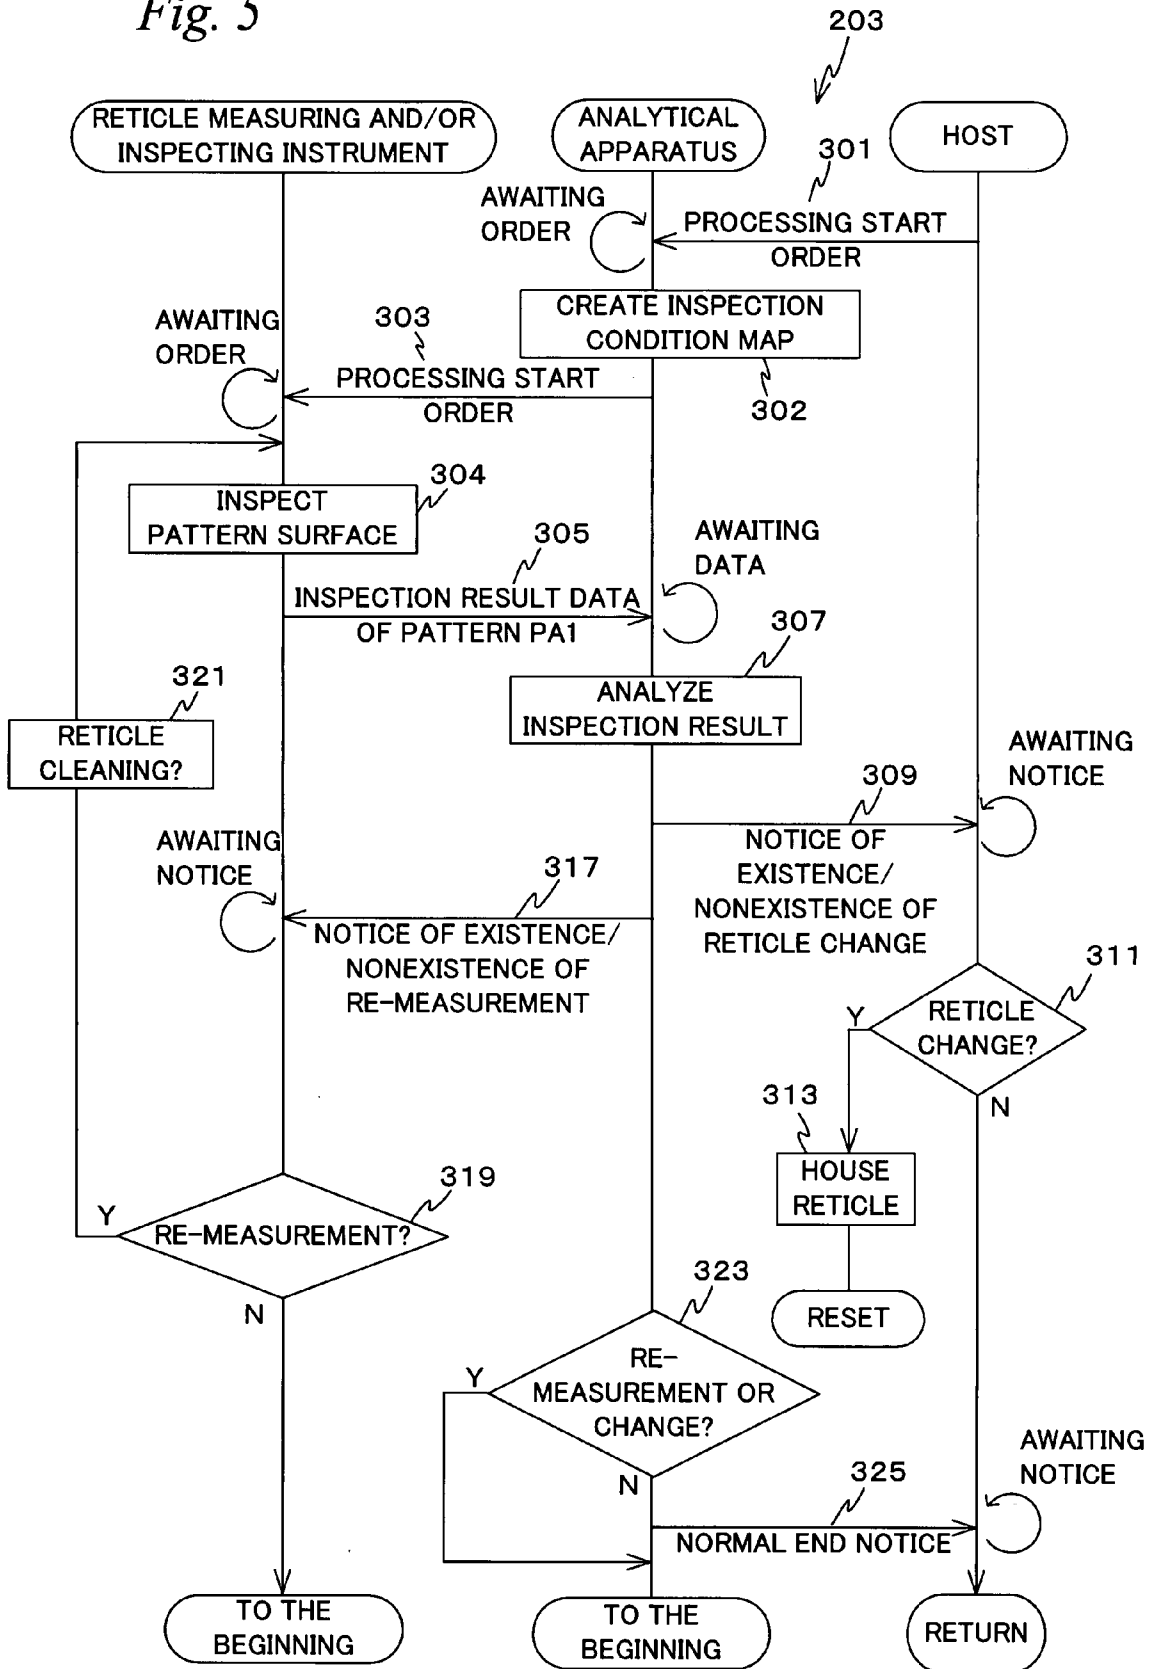 Fig. 5
203
RETICLE MEASURING AND/OR
INSPECTING INSTRUMENT
ANALYTICAL
APPARATUS
HOST
301
AWAITING
ORDER
PROCESSING START
ORDER
CREATE INSPECTION
CONDITION MAP
302
AWAITING
ORDER
303
PROCESSING START
ORDER
304
INSPECT
PATTERN SURFACE
305
AWAITING
DATA
INSPECTION RESULT DATA
OF PATTERN PA1
307
ANALYZE
INSPECTION RESULT
321
RETICLE
CLEANING?
AWAITING
NOTICE
309
NOTICE OF
EXISTENCE/
NONEXISTENCE OF
RETICLE CHANGE
AWAITING
NOTICE
317
NOTICE OF EXISTENCE/
NONEXISTENCE OF
RE-MEASUREMENT
311
RETICLE
CHANGE?
Y
N
313
HOUSE
RETICLE
RESET
319
RE-MEASUREMENT?
Y
N
323
RE-
MEASUREMENT OR
CHANGE?
Y
N
325
NORMAL END NOTICE
AWAITING
NOTICE
TO THE
BEGINNING
TO THE
BEGINNING
RETURN